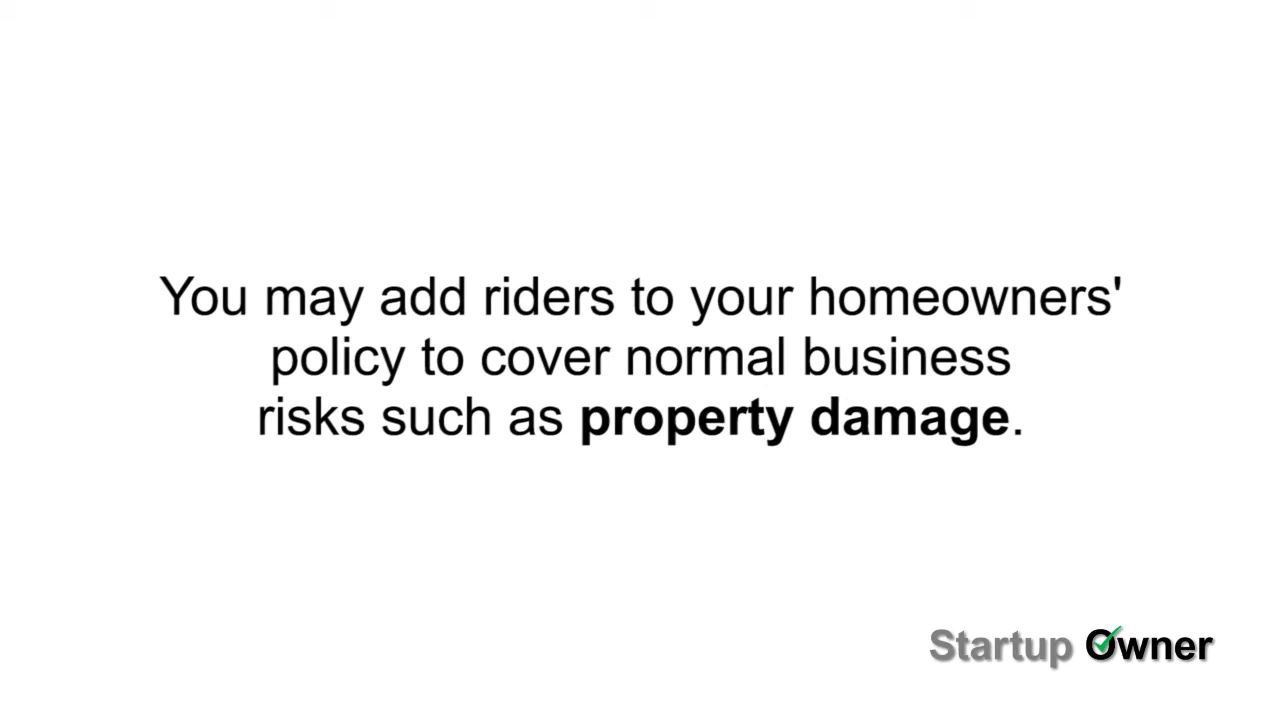 You may add riders to your homeowners'
policy to cover normal business
risks such as property damage.
Startup Owner